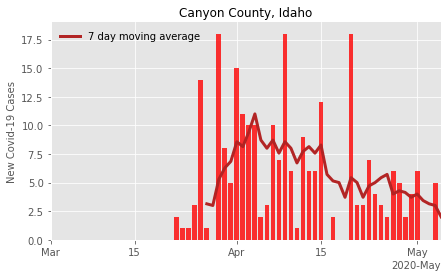 Canyon County, Idaho
7 day moving average
New Covid-19 Cases
17.5
15.0
12.5
10.0
7.5
5.0
2.5
0.0
Mar
15
Apr
15
May
2020-May